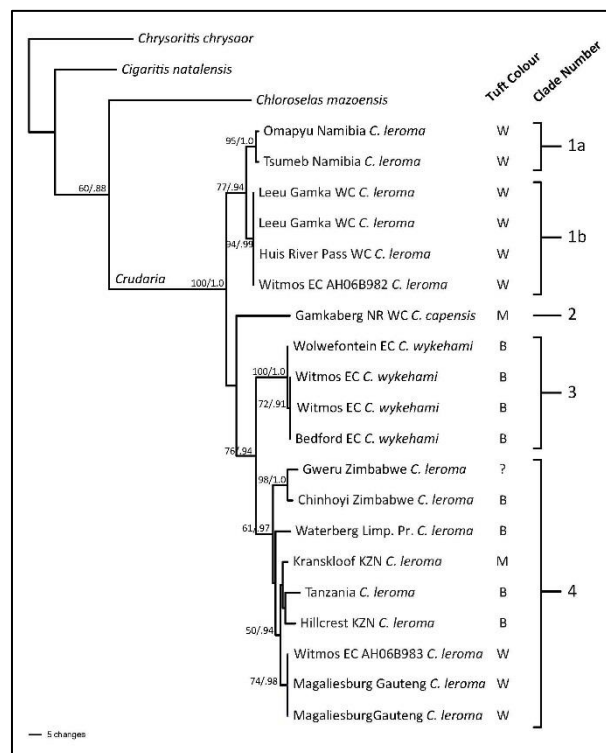 Tuft Colour
Clade Number
Chrysoritis chrysaor
Cigaritis natalensis
Chloroselas mazoensis
60/.88
Omapyu Namibia C. leroma W
95/1.0
1a
Tsumeb Namibia C. leroma W
77/.94
Leeu Gamka WC C. leroma W
Leeu Gamka WC C. leroma W
1b
94/.99
Huis River Pass WC C. leroma W
Crudaria
100/1.0
Witmos EC AH06B982 C. leroma W
Gamkaberg NR WC C. capensis M 2
Wolwefontein EC C. wykehami B
100/1.0
Witmos EC C. wykehami B
3
72/.91
Witmos EC C. wykehami B
Bedford EC C. wykehami B
76/.94
Gweru Zimbabwe C. leroma ?
98/1.0
Chinhoyi Zimbabwe C. leroma B
Waterberg Limp. Pr. C. leroma B
61/.97
Kranskloof KZN C. leroma M
Tanzania C. leroma B
4
Hillcrest KZN C. leroma B
50/.94
Witmos EC AH06B983 C. leroma W
74/.98
Magaliesburg Gauteng C. leroma W
MagaliesburgGauteng C. leroma W
5 changes